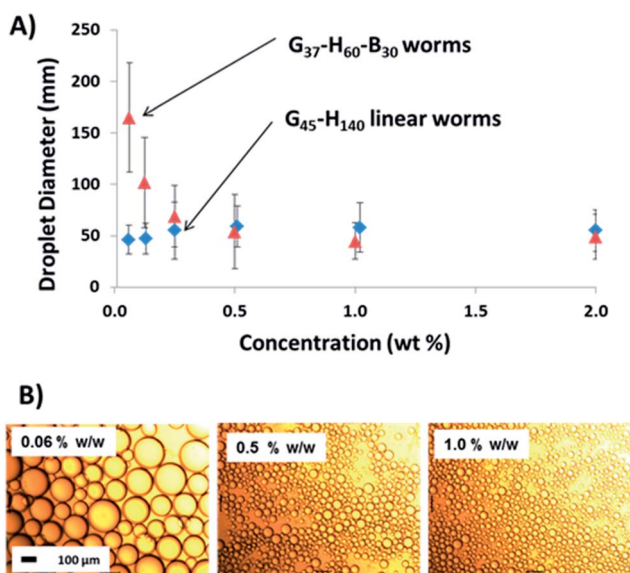 A)
250
200
150
100
50
0
Droplet Diameter (mm)
G₃₇-H₆₀-B₃₀ worms
G₄₅-H₁₄₀ linear worms
0.0 0.5 1.0 1.5 2.0
Concentration (wt %)
B)
0.06 % w/w
0.5 % w/w
1.0 % w/w
100 µm